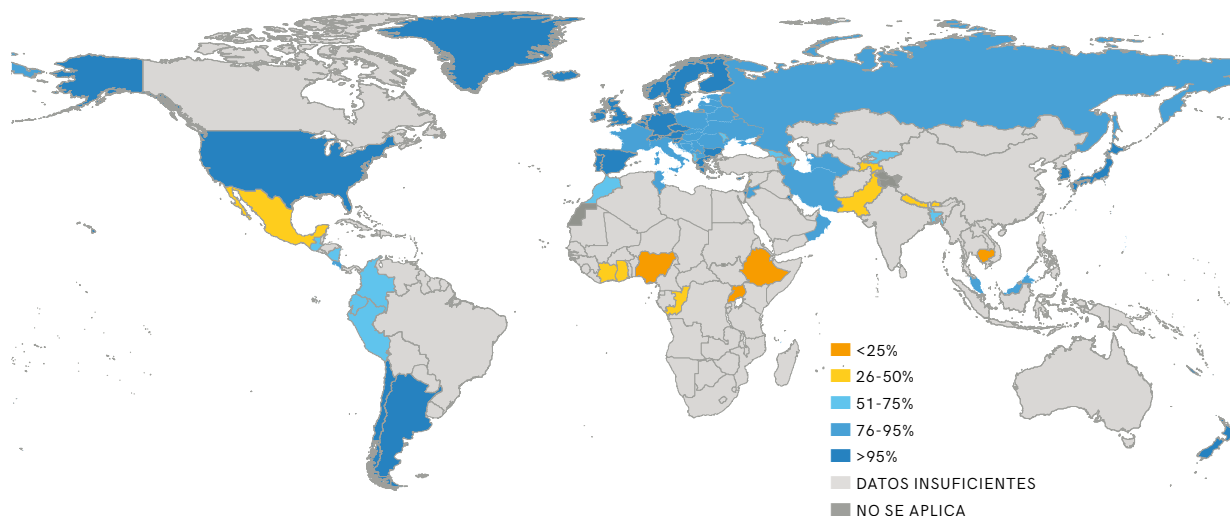 <25%
26-50%
51-75%
76-95%
>95%
DATOS INSUFICIENTES
NO SE APLICA